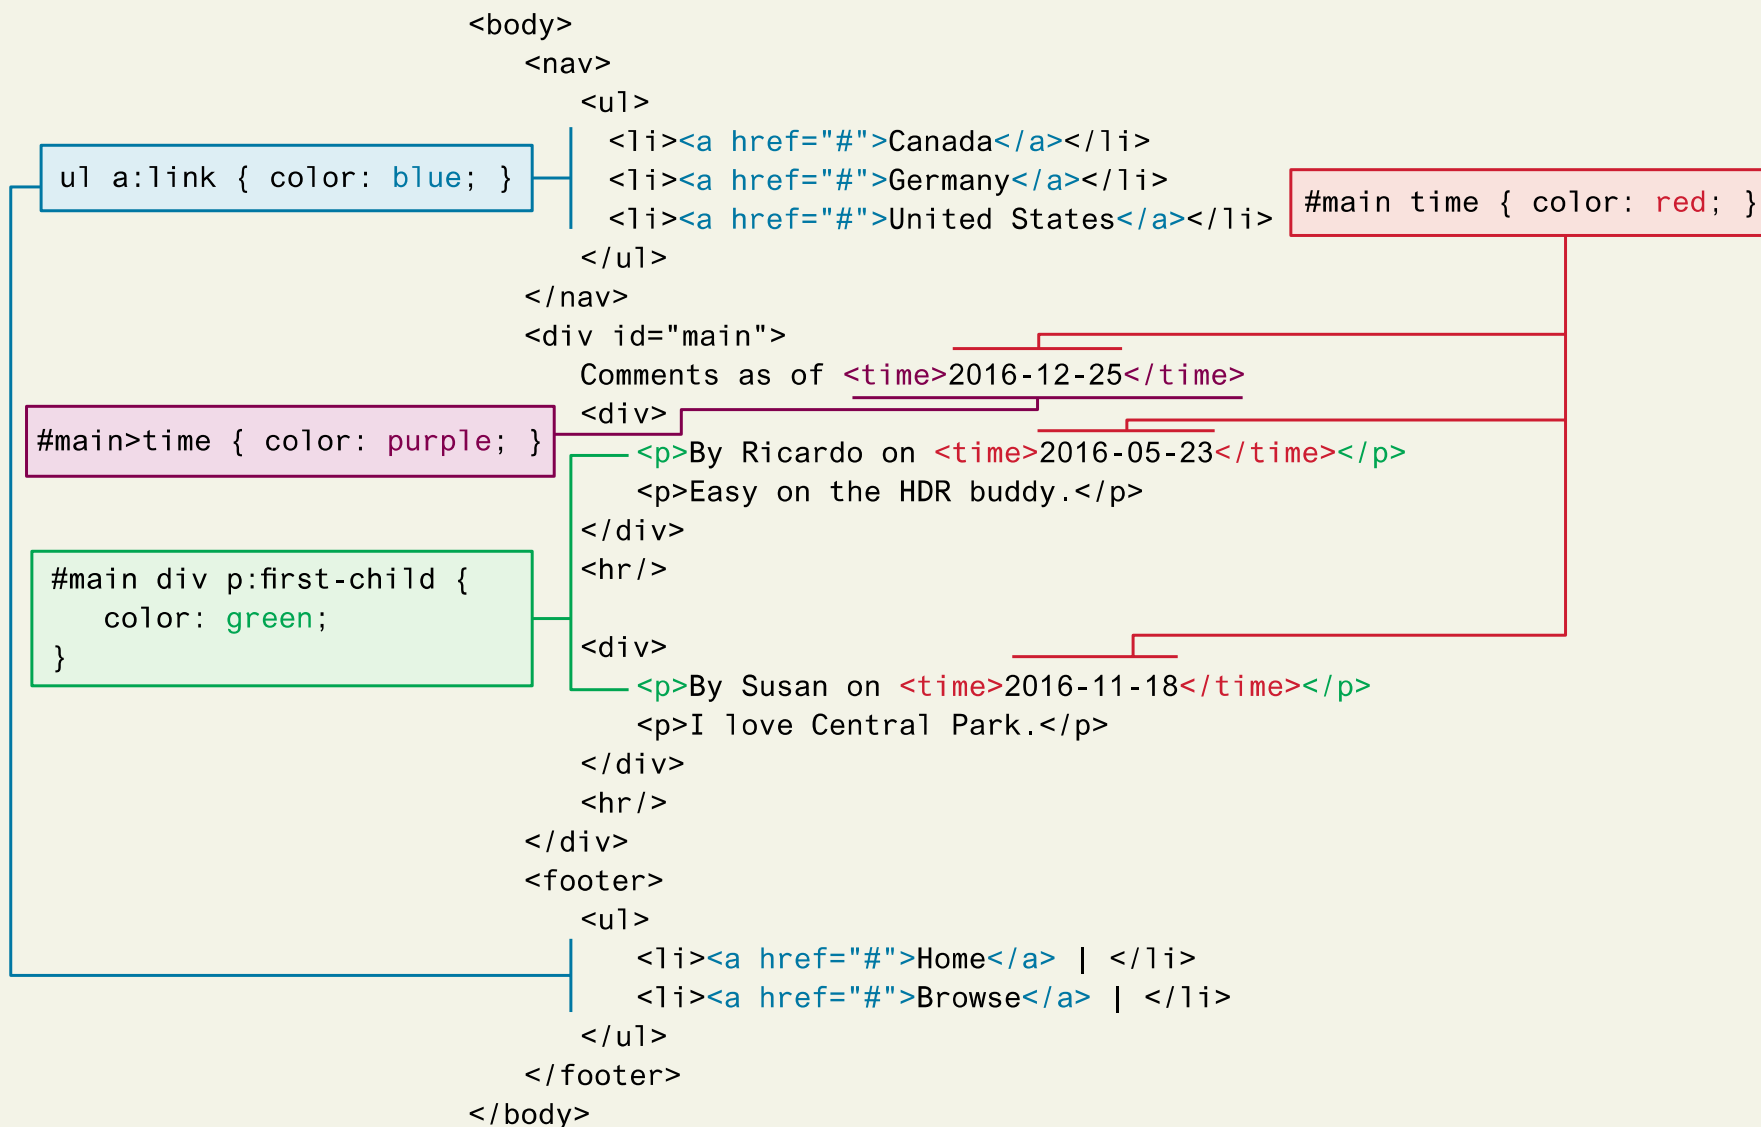 <body>
<nav>
<ul>
<li><a href="#">Canada</a></li>
ul a:link { color: blue; }
<li><a href="#">Germany</a></li>
#main time { color: red; }
<li><a href="#">United States</a></li>
</ul>
</nav>
<div id="main">
Comments as of <time>2016-12-25</time>
<div>
#main>time { color: purple; }
<p>By Ricardo on <time>2016-05-23</time></p>
<p>Easy on the HDR buddy.</p>
</div>
<hr/>
#main div p:first-child {
color: green;
}
<div>
<p>By Susan on <time>2016-11-18</time></p>
<p>I love Central Park.</p>
</div>
<hr/>
</div>
<footer>
<ul>
<li><a href="#">Home</a> | </li>
<li><a href="#">Browse</a> | </li>
</ul>
</footer>
</body>